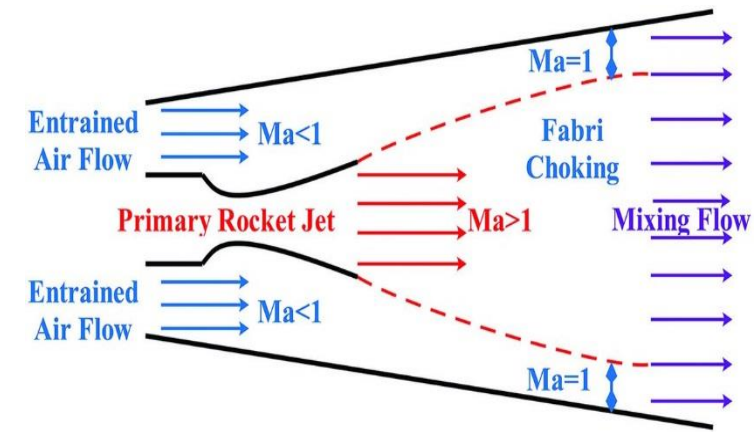 Ma=1
Entrained
Air Flow
Ma<1
Fabri
Choking
Primary Rocket Jet
Ma>1
Mixing Flow
Entrained
Air Flow
Ma<1
Ma=1